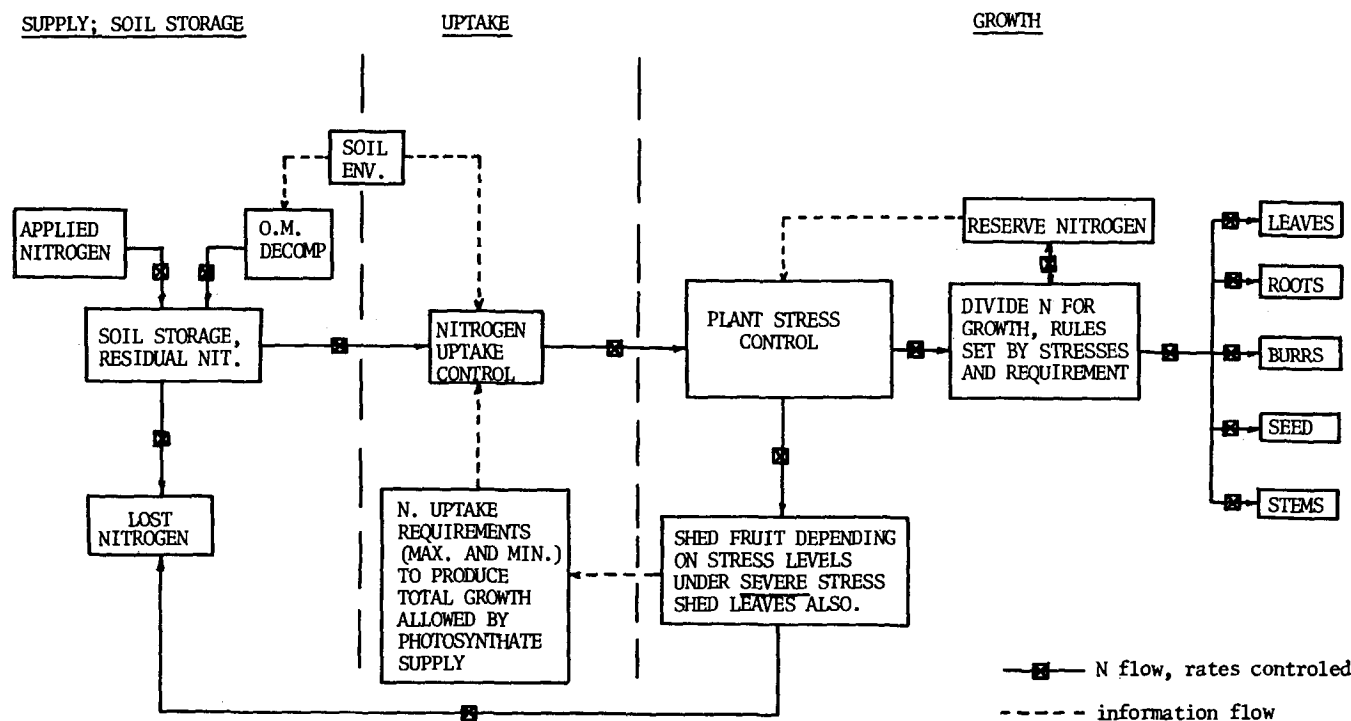 SUPPLY; SOIL STORAGE
UPTAKE
GROWTH
SOIL
ENV.
APPLIED
NITROGEN
O.M.
DECOMP
RESERVE NITROGEN
LEAVES
ROOTS
BURRS
SEED
STEMS
SOIL STORAGE,
RESIDUAL NIT.
NITROGEN
UPTAKE
CONTROL
PLANT STRESS
CONTROL
DIVIDE N FOR
GROWTH, RULES
SET BY STRESSES
AND REQUIREMENT
LOST
NITROGEN
N. UPTAKE
REQUIREMENTS
(MAX. AND MIN.)
TO PRODUCE
TOTAL GROWTH
ALLOWED BY
PHOTOSYNTHATE
SUPPLY
SHED FRUIT DEPENDING
ON STRESS LEVELS
UNDER SEVERE STRESS
SHED LEAVES ALSO.
N flow, rates controled
information flow